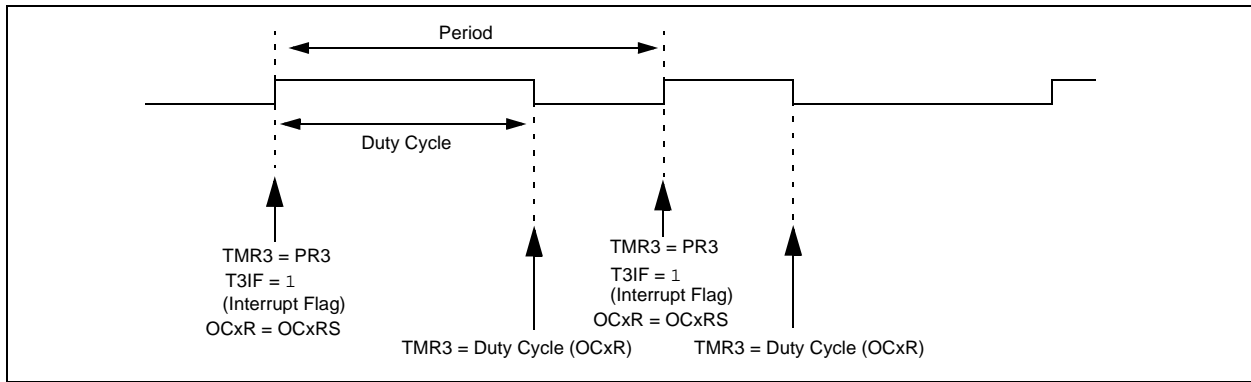 Period
Duty Cycle
TMR3 = PR3
T3IF = 1
(Interrupt Flag)
OCxR = OCxRS
TMR3 = Duty Cycle (OCxR)
TMR3 = PR3
T3IF = 1
(Interrupt Flag)
OCxR = OCxRS
TMR3 = Duty Cycle (OCxR)